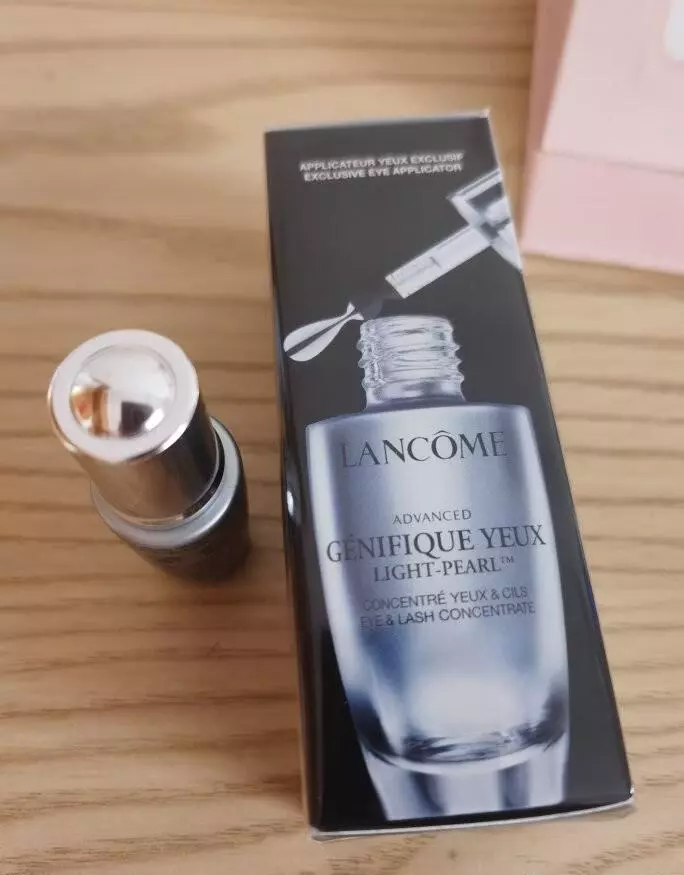 APPLICATEUR YEUX EXCLUSIF
EXCLUSIVE EYE APPLICATOR
LANCÔME
ADVANCED
GÉNIFIQUE YEUX
LIGHT-PEARL™
CONCENTRÉ YEUX & CILS
EYE & LASH CONCENTRATE